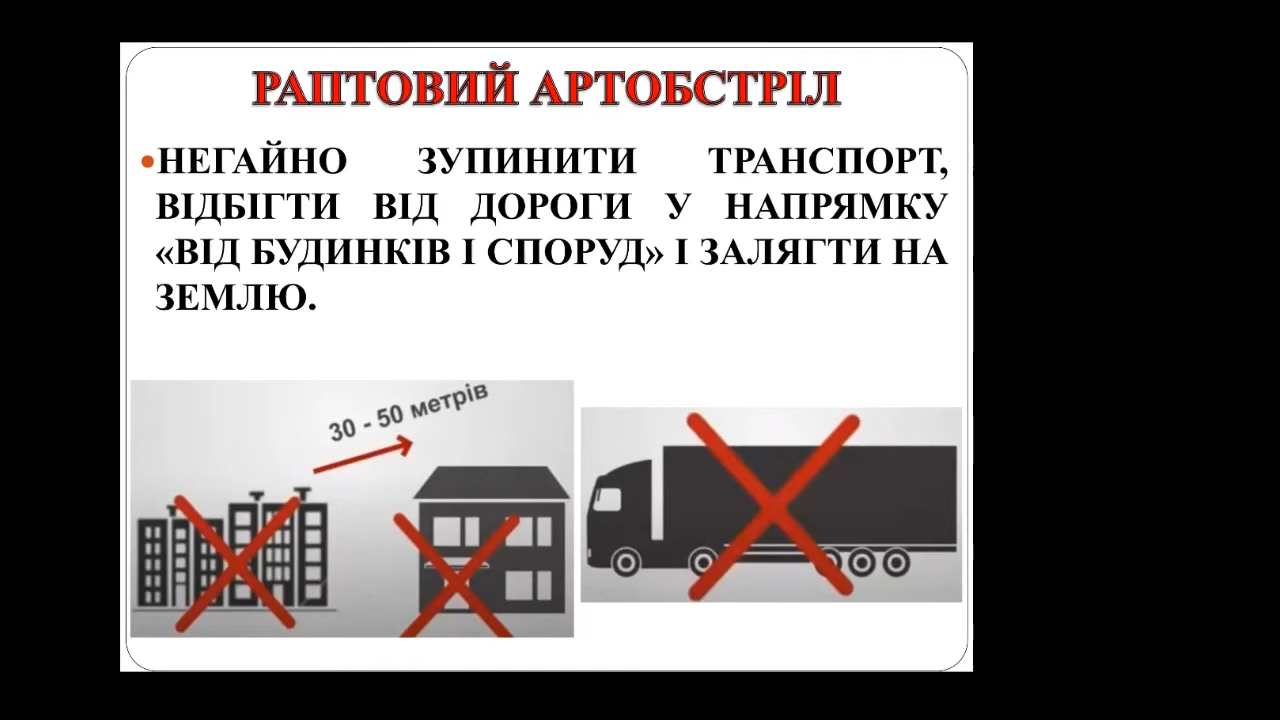 РАПТОВИЙ АРТОБСТРІЛ
•НЕГАЙНО ЗУПИНИТИ ТРАНСПОРТ,
ВІДБІГТИ ВІД ДОРОГИ У НАПРЯМКУ
«ВІД БУДИНКІВ І СПОРУД» І ЗАЛЯГТИ НА
ЗЕМЛЮ.
30 - 50 метрів